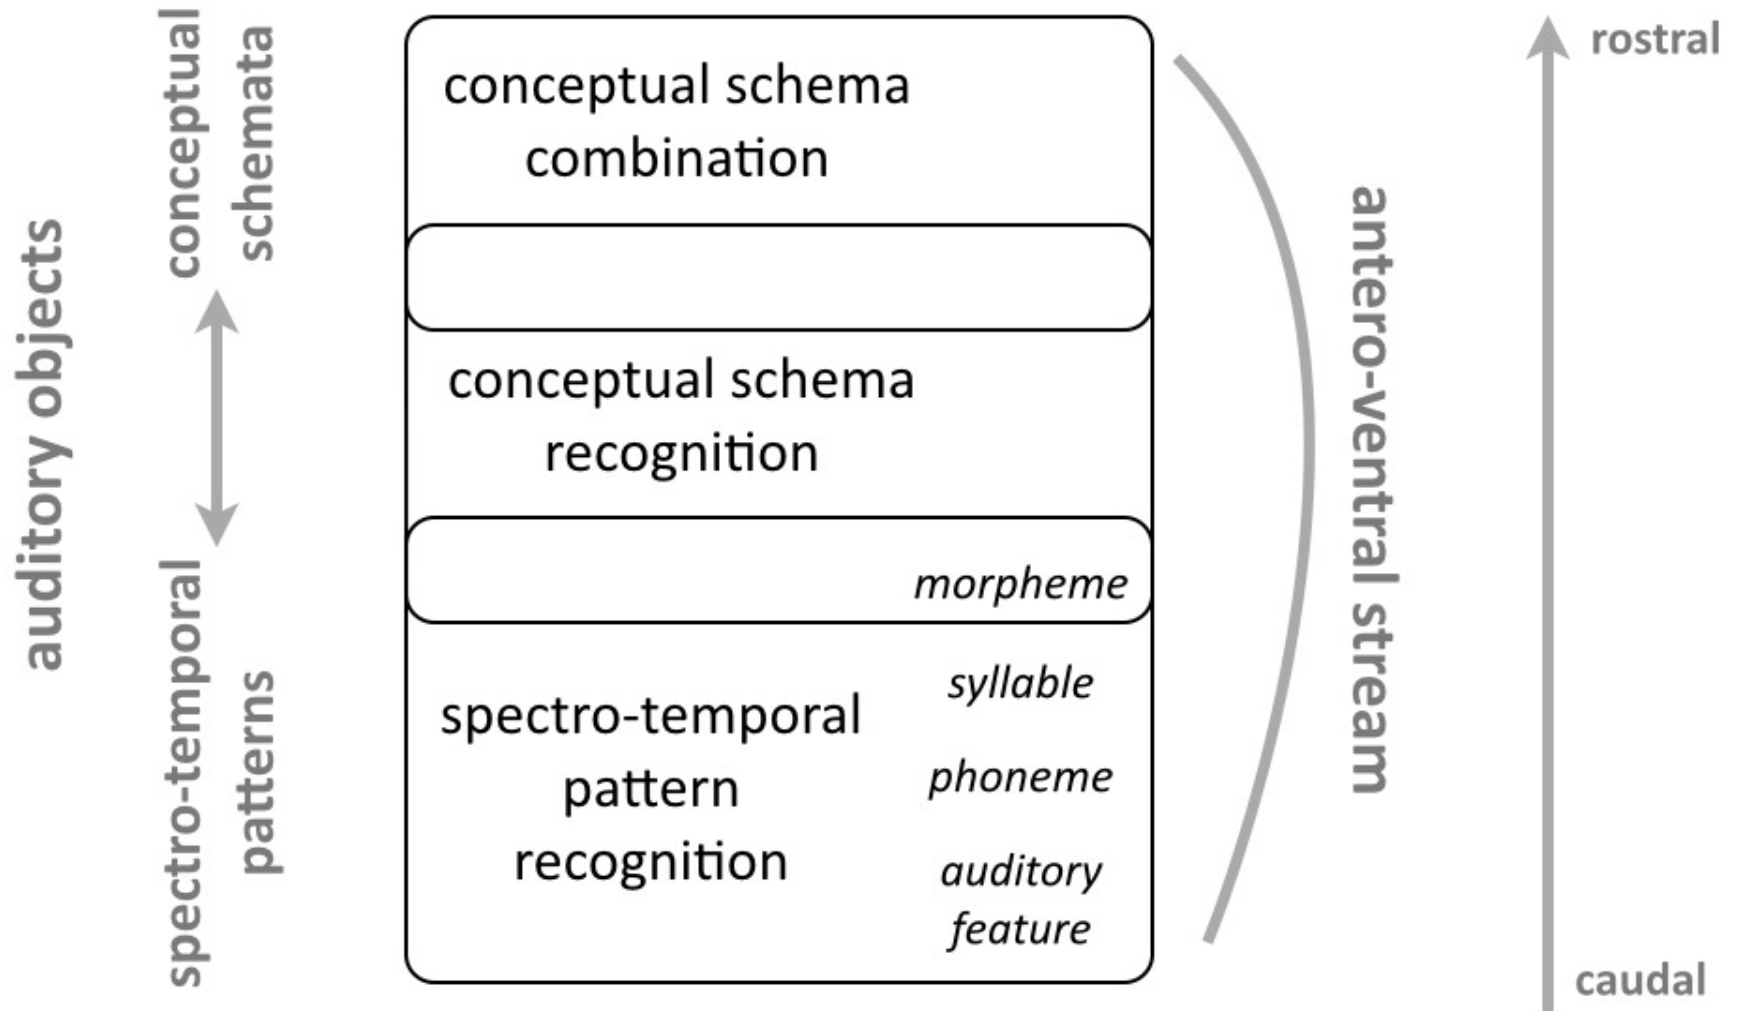 auditory objects
conceptual
schemata
spectro-temporal
patterns
conceptual schema
combination
conceptual schema
recognition
morpheme
spectro-temporal
pattern
recognition
syllable
phoneme
auditory
feature
antero-ventral stream
rostral
caudal